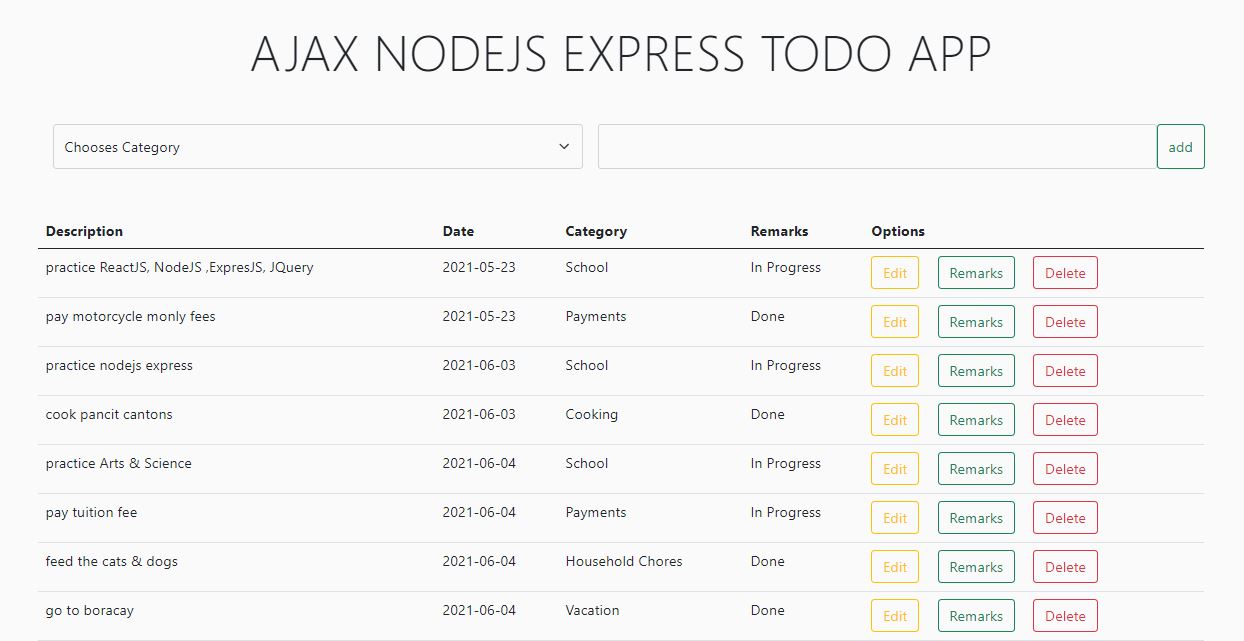 AJAX NODEJS EXPRESS TODO APP
Chooses Category add
Description Date Category Remarks Options
practice ReactJS, NodeJS ,ExpresJS, JQuery 2021-05-23 School In Progress Edit Remarks Delete
pay motorcycle monly fees 2021-05-23 Payments Done Edit Remarks Delete
practice nodejs express 2021-06-03 School In Progress Edit Remarks Delete
cook pancit cantons 2021-06-03 Cooking Done Edit Remarks Delete
practice Arts & Science 2021-06-04 School In Progress Edit Remarks Delete
pay tuition fee 2021-06-04 Payments In Progress Edit Remarks Delete
feed the cats & dogs 2021-06-04 Household Chores Done Edit Remarks Delete
go to boracay 2021-06-04 Vacation Done Edit Remarks Delete